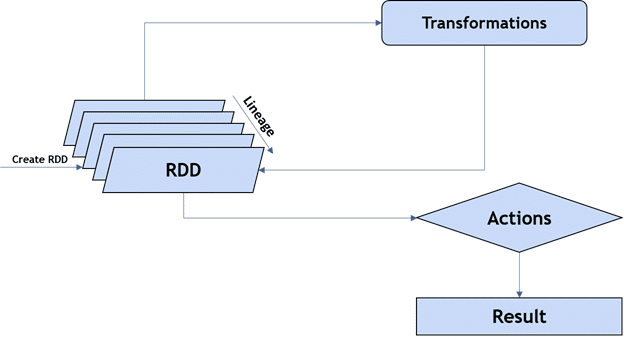 Transformations
Lineage
Create RDD
RDD
Actions
Result